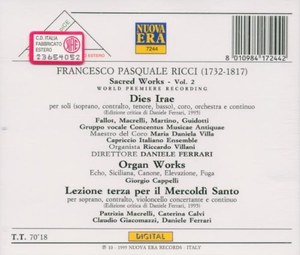 C.D. ITALIA
FABBRICATO
ESTERO
23654052
NUOVA
ERA
7244
8 010984 172442
FRANCESCO PASQUALE RICCI (1732-1817)
Sacred Works - Vol. 2
WORLD PREMIERE RECORDING
Dies Irae
per soli (soprano, contralto, tenore, basso), coro, orchestra e continuo
(Edizione critica di Daniele Ferrari, 1993)
Fallot, Macrelli, Martino, Guidotti
Gruppo vocale Concentus Musicae Antiquae
Maestro del Coro Maria Daniela Villa
Capriccio Italiano Ensemble
Organista Riccardo Villani
DIRETTORE DANIELE FERRARI
Organ Works
Echo, Siciliana, Canone, Elevazione, Foga
Giorgio Cappelli
Lezione terza per il Mercoldì Santo
per soprano, contralto, violoncello concertante e continuo
(Edizione critica di Daniele Ferrari, 1995)
Patrizia Macrelli, Caterina Calvi
Claudio Giacomazzi, Daniele Ferrari
T.T. 70'18
DIGITAL
℗ 10 - 1995 NUOVA ERA RECORDS - ITALY